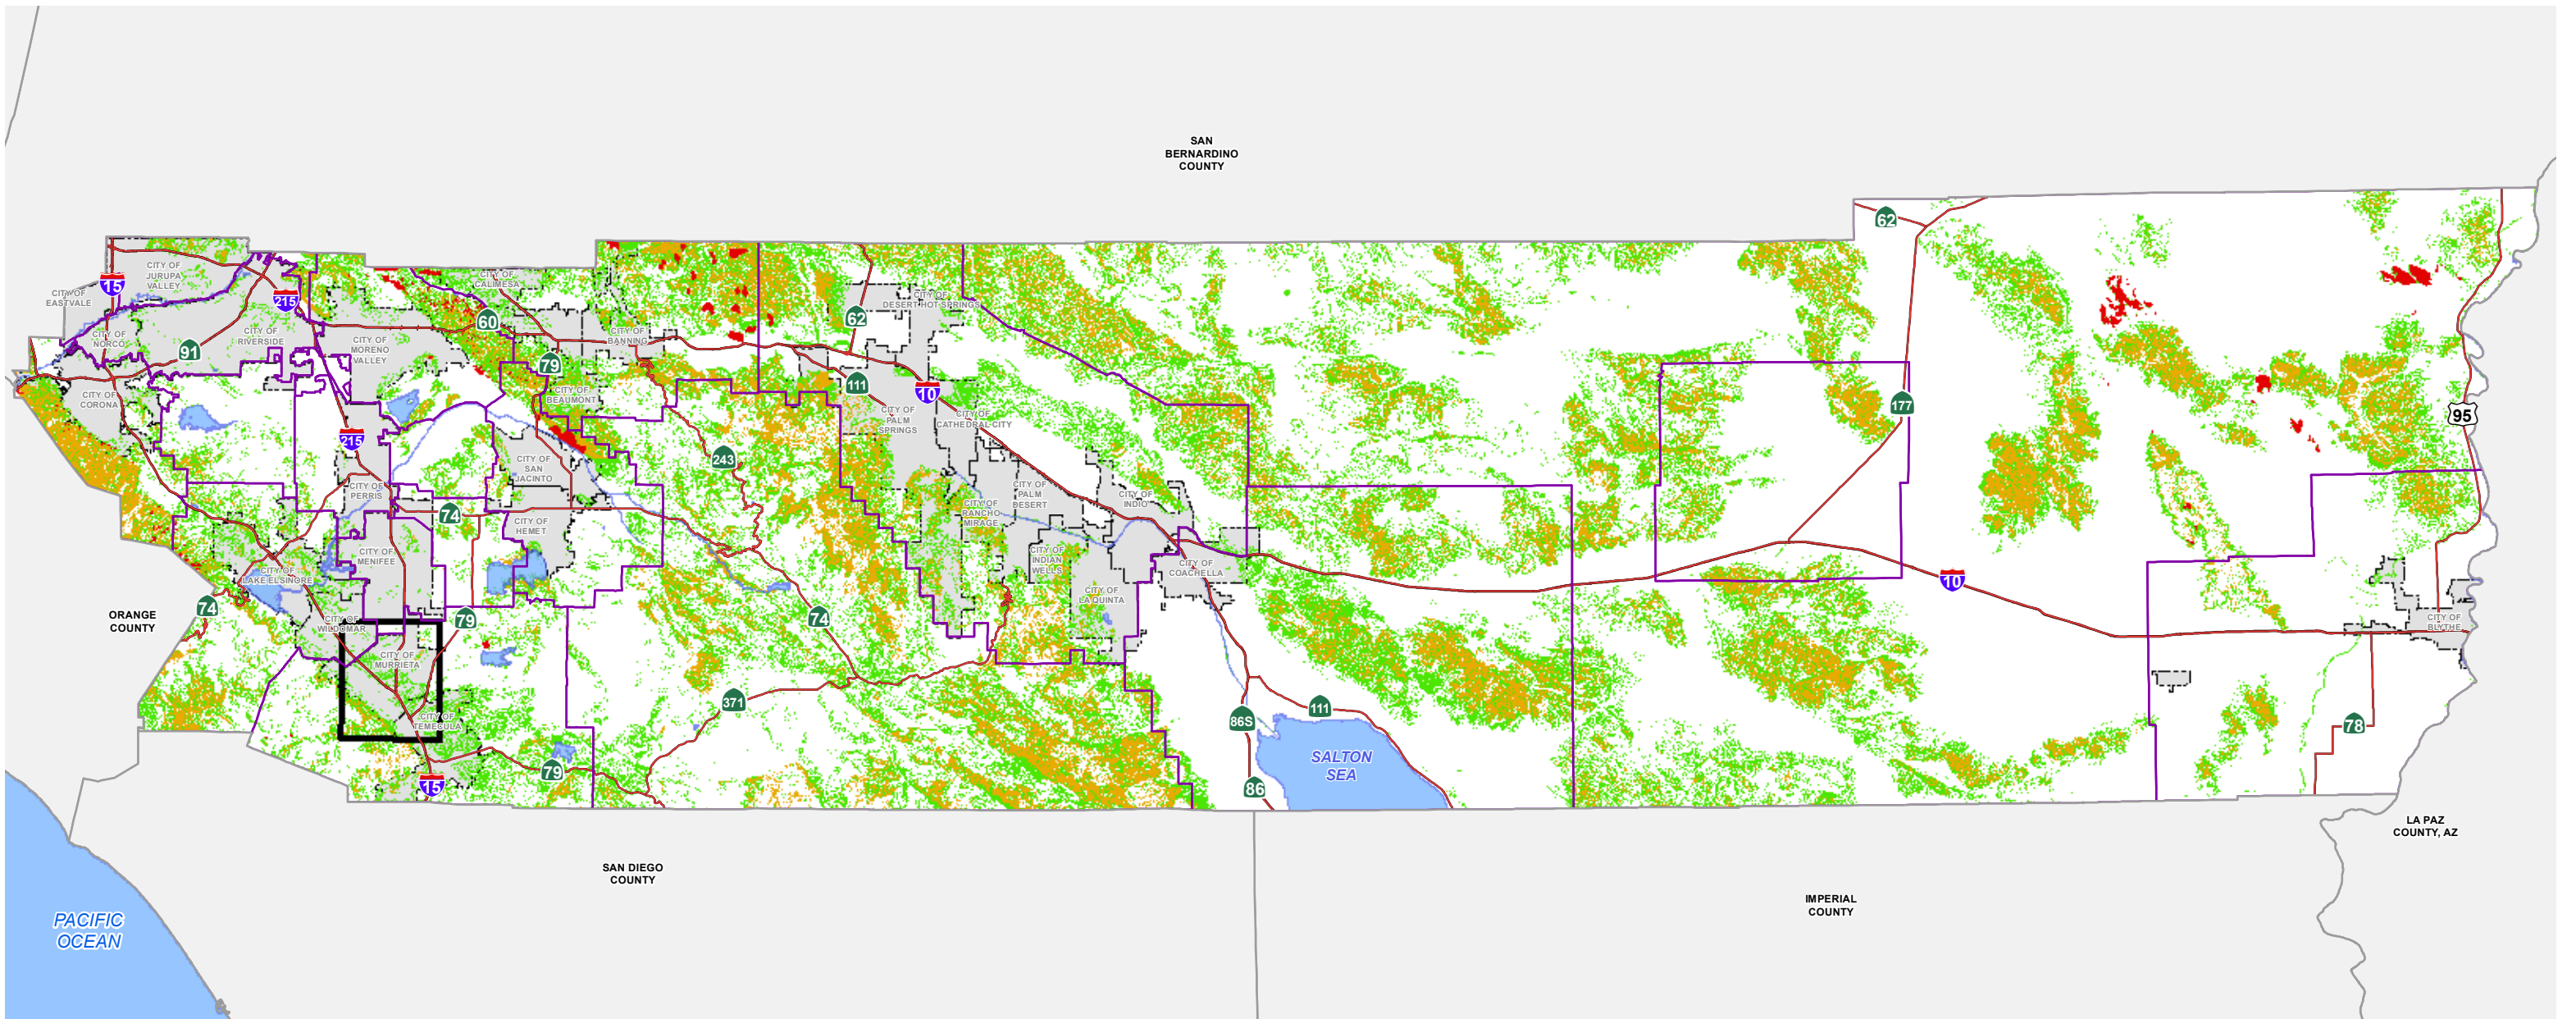 SAN
BERNARDINO
COUNTY
62
CITY OF
JURUPA
VALLEY
15
CITY OF
EASTVALE
215
CITY OF
CALIMESA
CITY OF
DESERT HOT SPRINGS
62
60
CITY OF
NORCO
CITY OF
RIVERSIDE
91
CITY OF
MORENO
VALLEY
CITY OF
BANNING
79
111
10
CITY OF
BEAUMONT
CITY OF
CORONA
CITY OF
PALM
SPRINGS
CITY OF
CATHEDRAL CITY
177
95
215
243
CITY OF
SAN
JACINTO
CITY OF
PERRIS
CITY OF
PALM
DESERT
CITY OF
INDIO
74
CITY OF
HEMET
CITY OF
RANCHO
MIRAGE
CITY OF
MENIFEE
CITY OF
INDIAN
WELLS
CITY OF
COACHELLA
CITY OF
LAKE ELSINORE
CITY OF
LA QUINTA
10
ORANGE
COUNTY
74
79
74
CITY OF
WILDOMAR
CITY OF
BLYTHE
CITY OF
MURRIETA
371
CITY OF
TEMECULA
86S
111
78
SALTON
SEA
79
15
86
LA PAZ
COUNTY, AZ
SAN DIEGO
COUNTY
IMPERIAL
COUNTY
PACIFIC
OCEAN